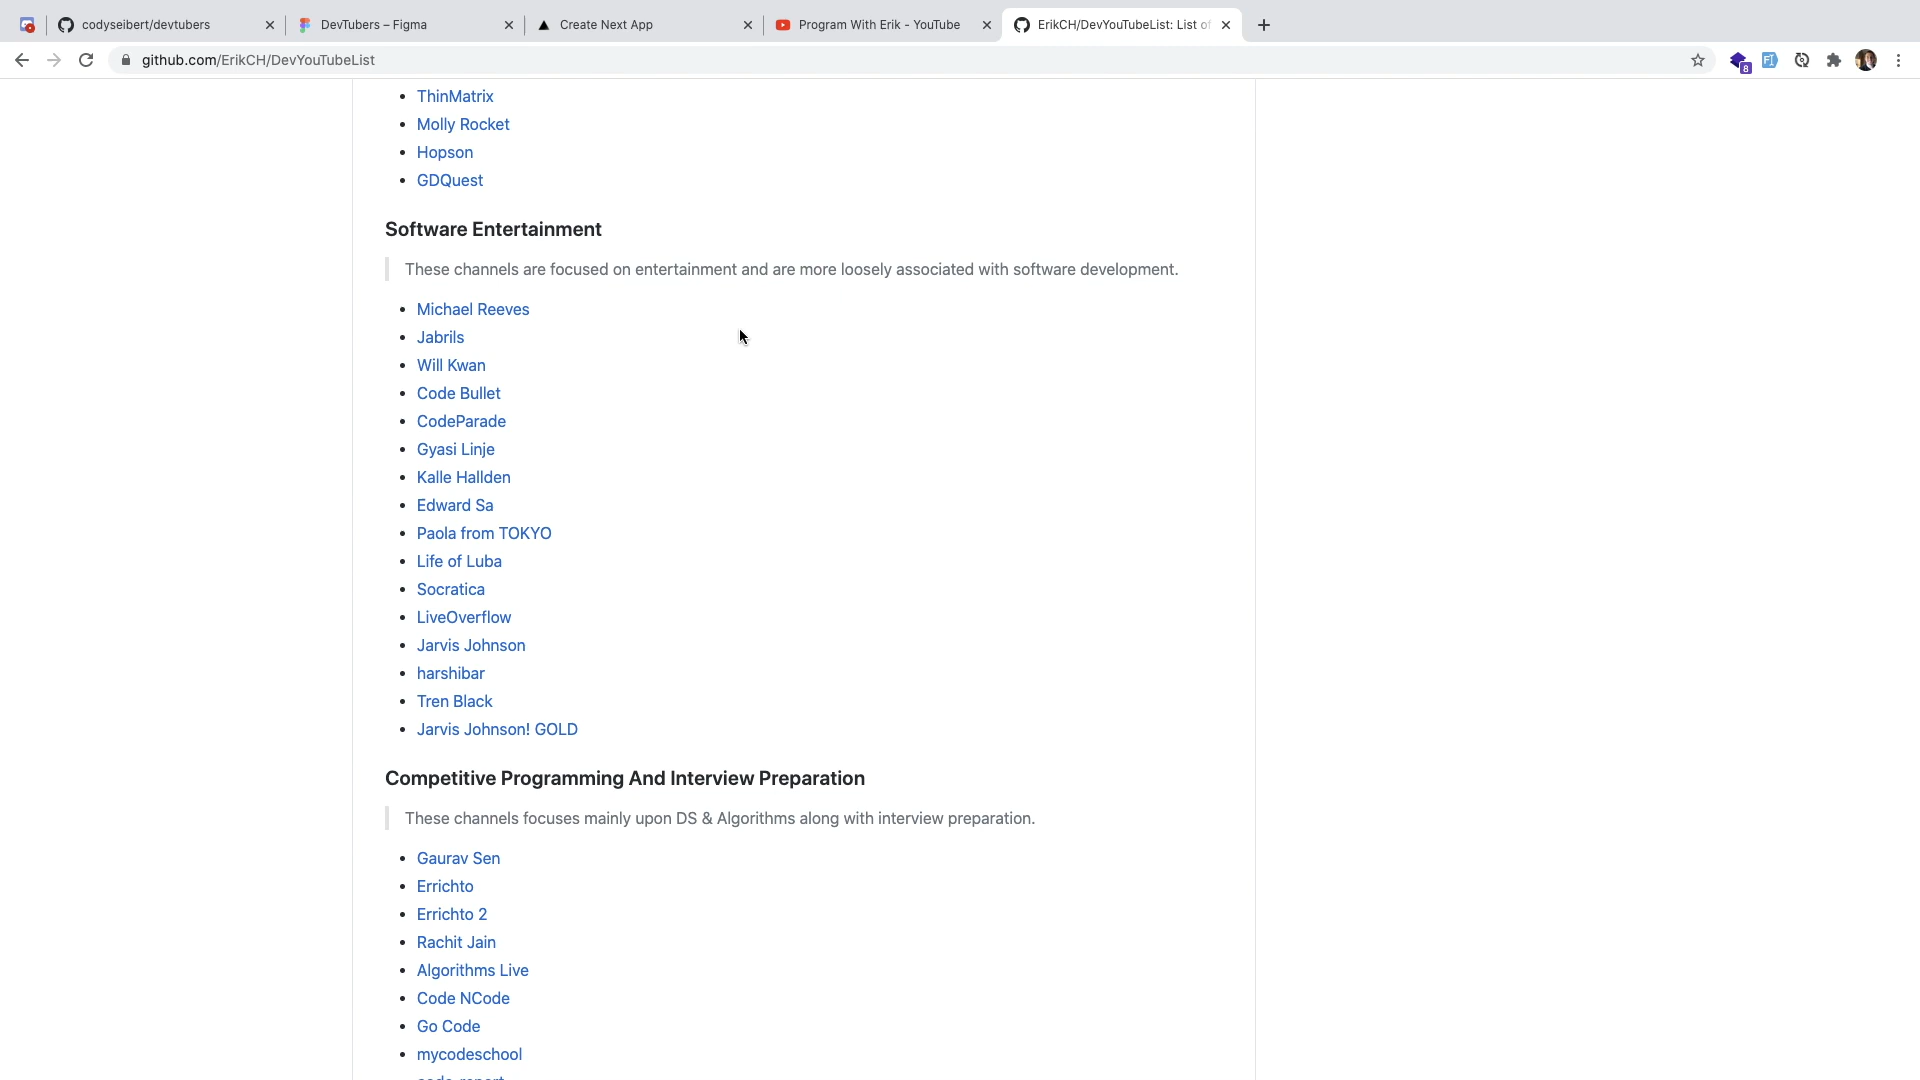 codyseibert/devtubers
DevTubers – Figma
Create Next App
Program With Erik - YouTube
ErikCH/DevYouTubeList: List of
github.com/ErikCH/DevYouTubeList
8
ThinMatrix
Molly Rocket
Hopson
GDQuest
Software Entertainment
These channels are focused on entertainment and are more loosely associated with software development.
Michael Reeves
Jabrils
Will Kwan
Code Bullet
CodeParade
Gyasi Linje
Kalle Hallden
Edward Sa
Paola from TOKYO
Life of Luba
Socratica
LiveOverflow
Jarvis Johnson
harshibar
Tren Black
Jarvis Johnson! GOLD
Competitive Programming And Interview Preparation
These channels focuses mainly upon DS & Algorithms along with interview preparation.
Gaurav Sen
Errichto
Errichto 2
Rachit Jain
Algorithms Live
Code NCode
Go Code
mycodeschool